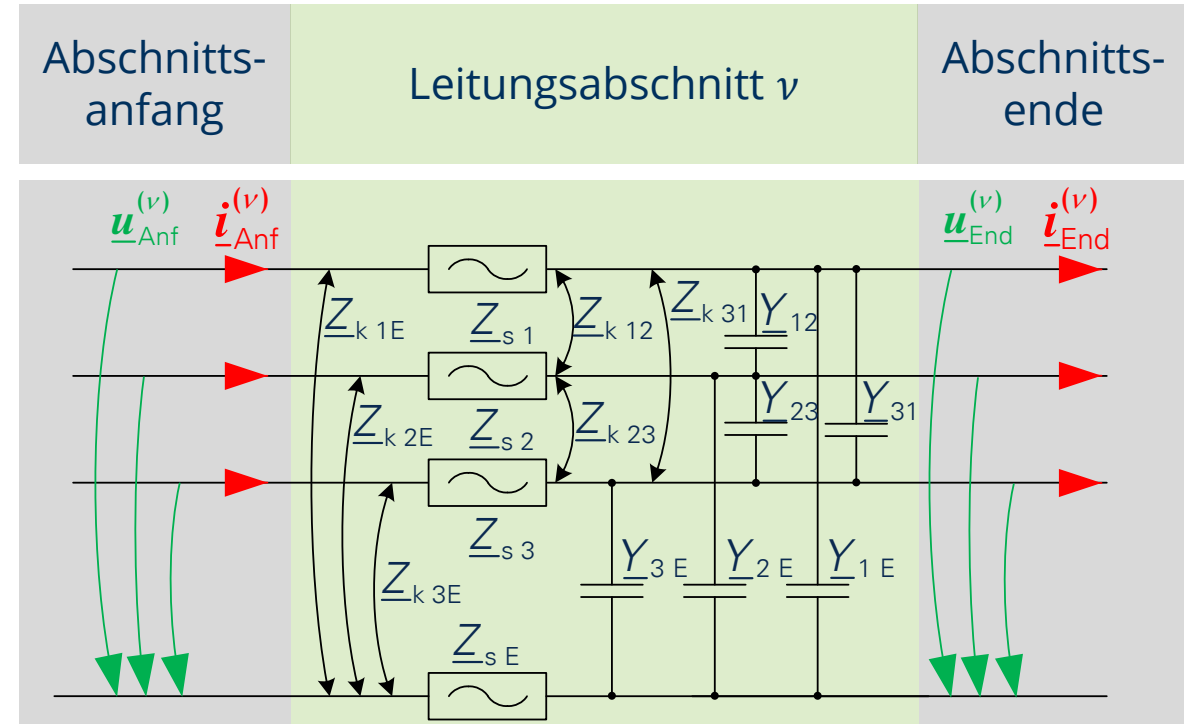 Abschnitts-
anfang
Leitungsabschnitt ν
Abschnitts-
ende
u(ν)Anf
i(ν)Anf
u(ν)End
i(ν)End
Zk 1E
Zs 1
Zk 12
Zk 31
Y12
Zk 2E
Zs 2
Zk 23
Y23
Y31
Zs 3
Zk 3E
Y3 E
Y2 E
Y1 E
Zs E